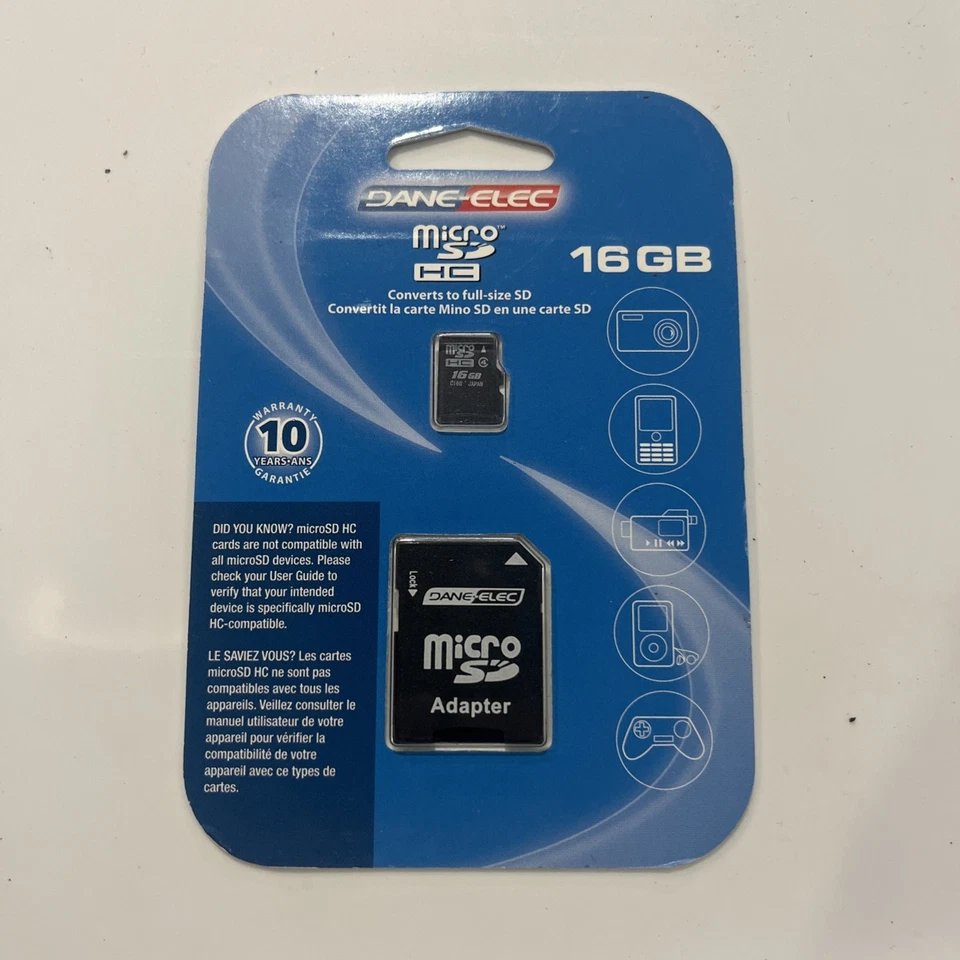 DANE-ELEC
micro™
SD
HC
16GB
Converts to full-size SD
Convertit la carte Mino SD en une carte SD
micro
SD
HC 4
16 GB
JAPAN
WARRANTY
10
YEARS•ANS
GARANTIE
DID YOU KNOW? microSD HC
cards are not compatible with
all microSD devices. Please
check your User Guide to
verify that your intended
device is specifically microSD
HC-compatible.
LE SAVIEZ VOUS? Les cartes
microSD HC ne sont pas
compatibles avec tous les
appareils. Veillez consulter le
manuel utilisateur de votre
appareil pour vérifier la
compatibilité de votre
appareil avec ce types de
cartes.
Lock
DANE-ELEC
micro
SD
Adapter